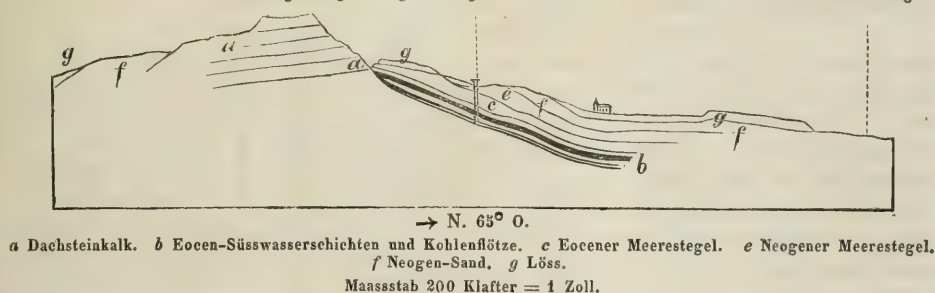 g
a
g
f
a
e
c
f
g
f
b
→ N. 65° O.
a Dachsteinkalk. b Eocen-Süsswasserschichten und Kohlenflötze. c Eocener Meerestegel. e Neogener Meerestegel.
f Neogen-Sand. g Löss.
Maassstab 200 Klafter = 1 Zoll.